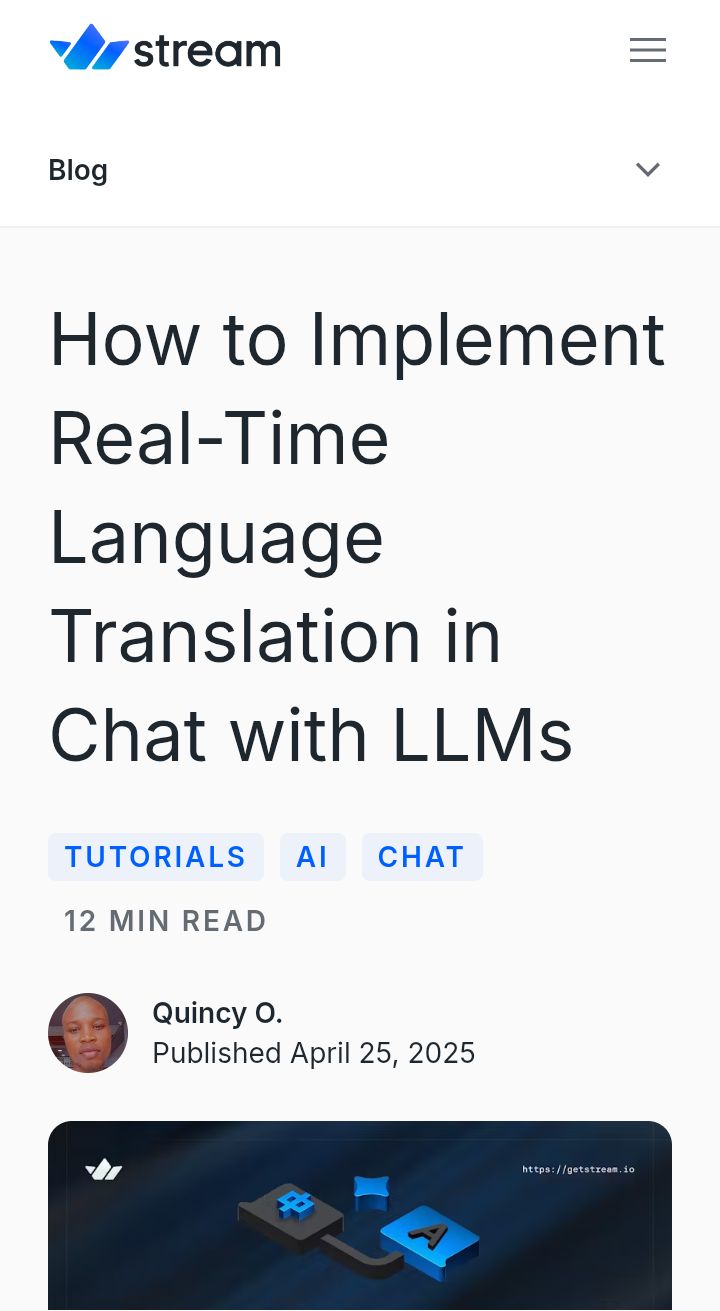 stream
Blog
How to Implement
Real-Time
Language
Translation in
Chat with LLMs
TUTORIALS AI CHAT
12 MIN READ
Quincy O.
Published April 25, 2025
https://getstream.io
A